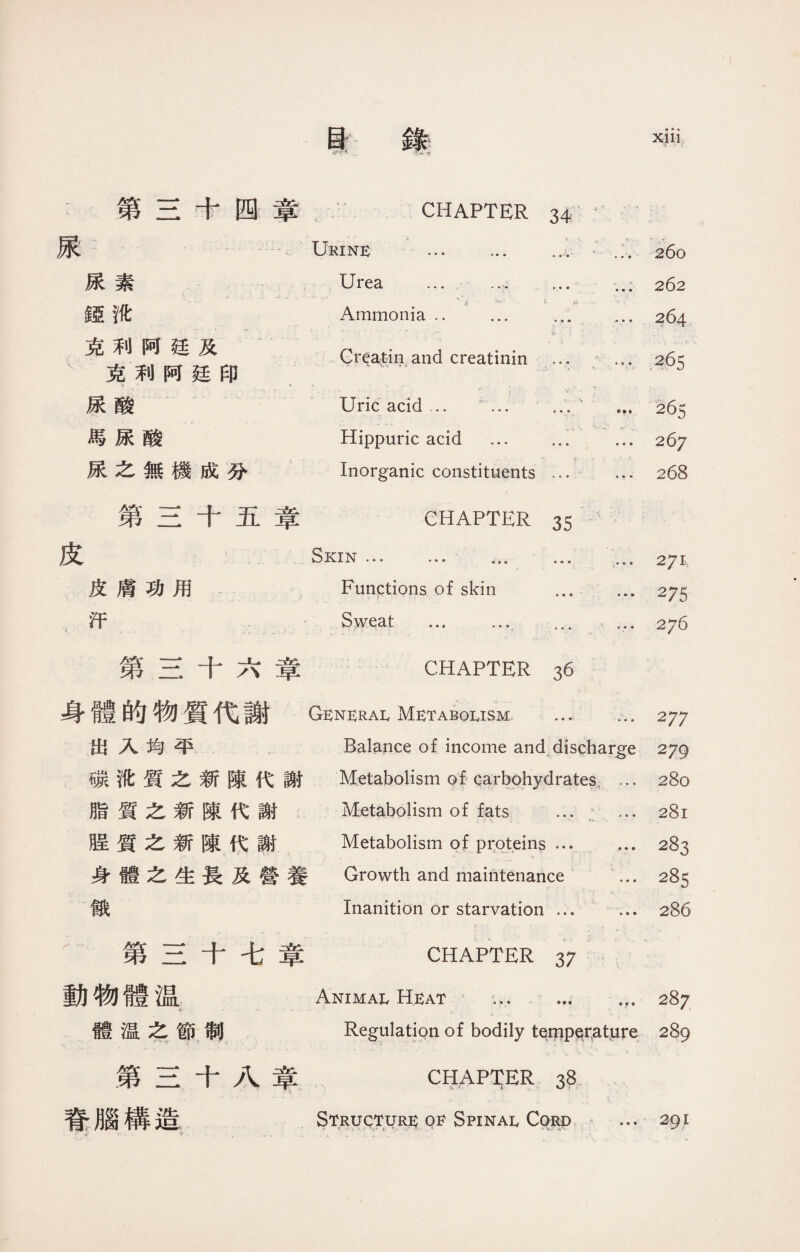 目 錄 xiii
第三十四章 CHAPTER 34
尿 URINE ... ... ... ... 260
尿素 Urea ... ... ... ... 262
錏 Ammonia .. ... ... ... 264
克利阿廷及
克利阿廷印 Creatin and creatinin ... ... 265
尿酸 Uric acid ... ... ... ... 265
馬尿酸 Hippuric acid ... ... ... 267
尿之無機成分 Inorganic constituents ... ... 268
第三十五章 CHAPTER 35
皮 SKIN ... ... ... ... ... 271
皮膚功用 Functions of skin ... ... 275
汗 Sweat ... ... ... ... 276
第三十六章 CHAPTER 36
身體的物質代謝 GENERAL METABOLISM ... ... 277
出入均平 Balance of income and discharge 279
碳沘質之新陳代謝 Metabolism of carbohydrates ... 280
脂質之新陳代謝 Metabolism of fats ... ... 281
脭質之新陳代謝 Metabolism of proteins ... ... 283
身體之生長及營養 Growth and maintenance ... 285
餓 Inanition or starvation ... ... 286
第三十七章 CHAPTER 37
動物體溫 ANIMAL HEAT ... ... ... 287
體溫之節制 Regulation of bodily temperature 289
第三十八章 CHAPTER 38
脊腦構造 STRUCTURE OF SPINAL CORD ... 291